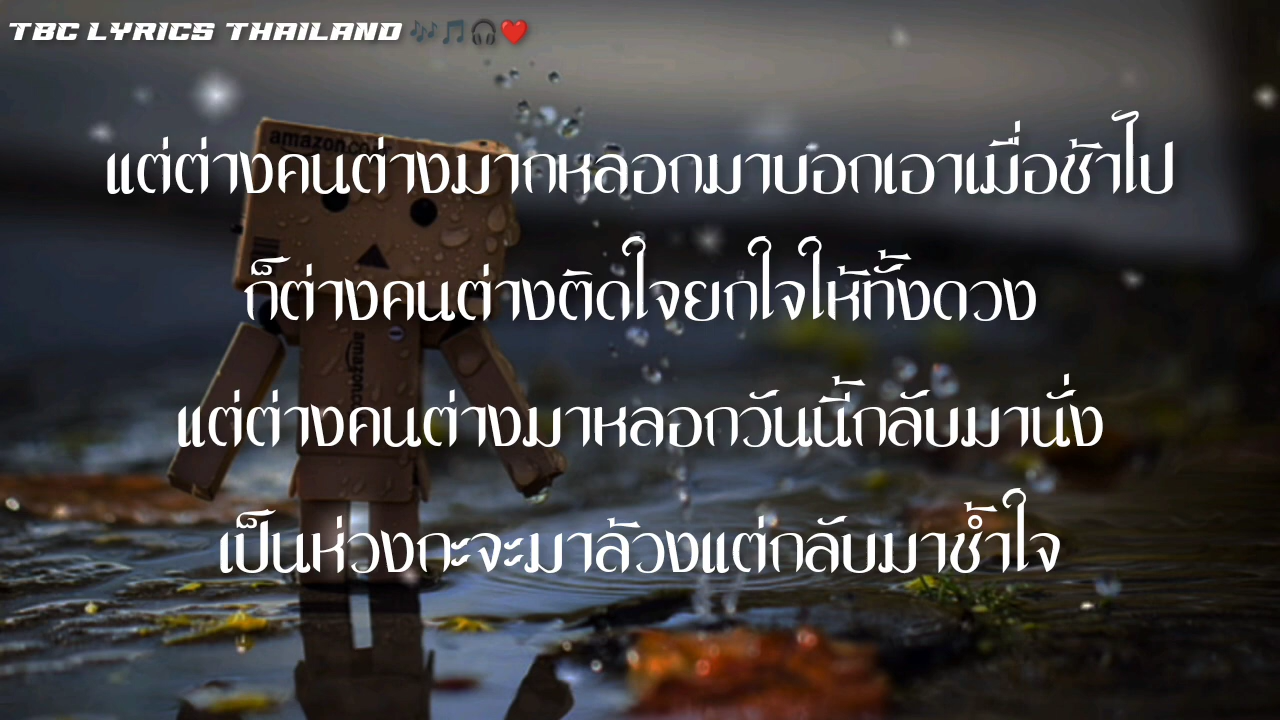 TBC LYRICS THAILAND 🎶🎵🎧❤️
amazon.co
แต่ต่างคนต่างมากหลอกมาบอกเอาเมื่อช้าไป
ก็ต่างคนต่างติดใจยกใจให้ทั้งดวง
amazon.co
แต่ต่างคนต่างมาหลอกวันนี้กลับมานั่ง
เป็นห่วงกะจะมาล้วงแต่กลับมาช้ำใจ